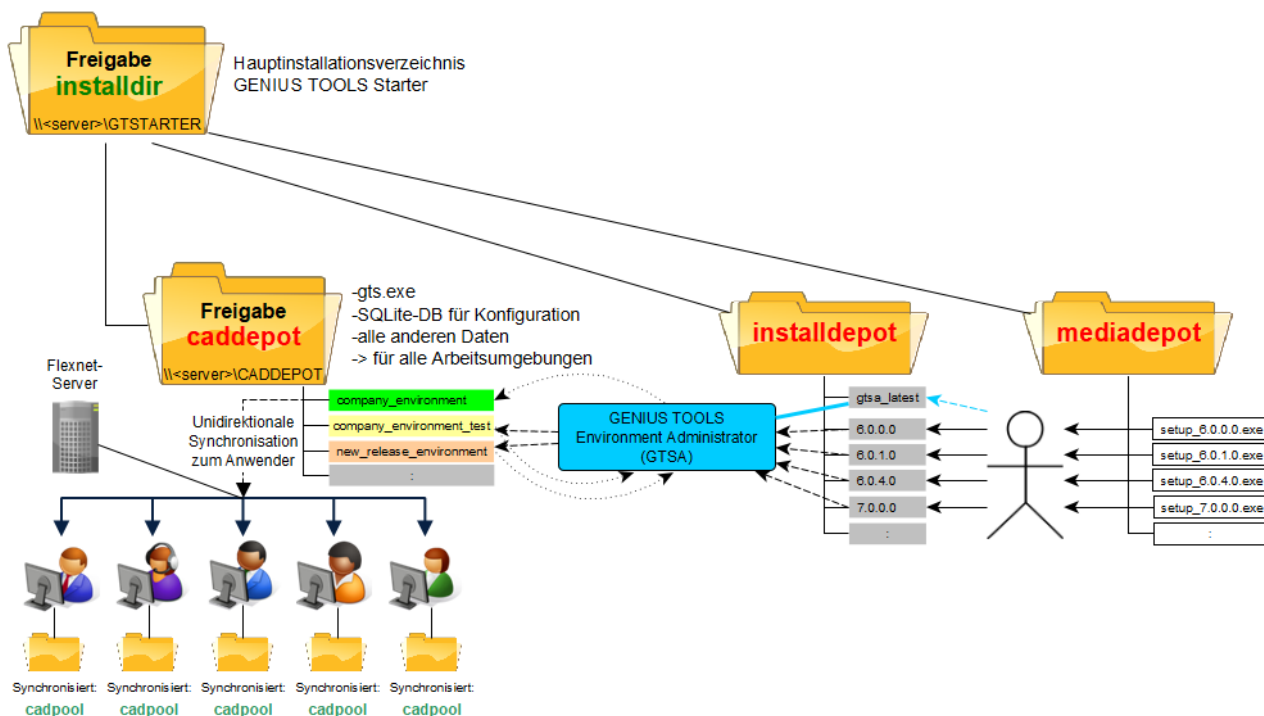 Freigabe
installdir
\\<server>\GTSTARTER
Hauptinstallationsverzeichnis
GENIUS TOOLS Starter
Freigabe
caddepot
\\<server>\CADDEPOT
-gts.exe
-SQLite-DB für Konfiguration
-alle anderen Daten
-> für alle Arbeitsumgebungen
installdepot
mediadepot
Flexnet-
Server
Unidirektionale
Synchronisation
zum Anwender
company_environment
company_environment_test
new_release_environment
:
GENIUS TOOLS
Environment Administrator
(GTSA)
gtsa_latest
6.0.0.0
6.0.1.0
6.0.4.0
7.0.0.0
:
setup_6.0.0.0.exe
setup_6.0.1.0.exe
setup_6.0.4.0.exe
setup_7.0.0.0.exe
:
Synchronisiert:
cadpool
Synchronisiert:
cadpool
Synchronisiert:
cadpool
Synchronisiert:
cadpool
Synchronisiert:
cadpool